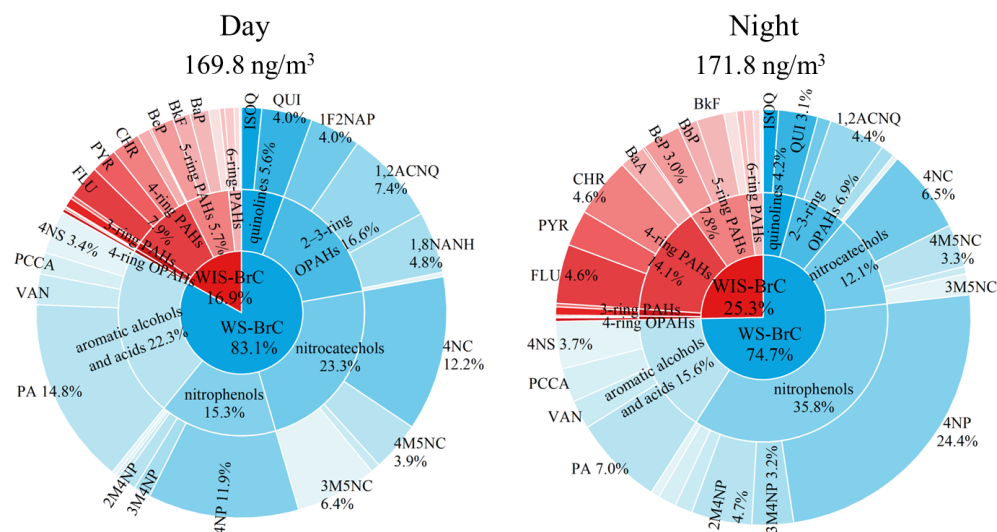 Day
169.8 ng/m³
ISOQ
QUI
4.0%
1F2NAP
4.0%
1,2ACNQ
7.4%
1,8NANH
4.8%
4NC
12.2%
4M5NC
3.9%
3M5NC
6.4%
4NP 11.9%
3M4NP
2M4NP
PA 14.8%
VAN
PCCA
4NS 3.4%
FLU
PYR
CHR
BeP
BkF
BaP
quinolines 5.6%
2–3-ring
OPAHs 16.6%
nitrocatechols
23.3%
nitrophenols
15.3%
aromatic alcohols
and acids 22.3%
4-ring OPAHs
3-ring PAHs
4-ring PAHs
7.9%
5-ring PAHs 5.7%
6-ring-PAHs
WIS-BrC
16.9%
WS-BrC
83.1%
Night
171.8 ng/m³
ISOQ
QUI 3.1%
1,2ACNQ
4.4%
4NC
6.5%
4M5NC
3.3%
3M5NC
4NP
24.4%
3M4NP 3.2%
2M4NP
4.7%
PA 7.0%
VAN
PCCA
4NS 3.7%
FLU 4.6%
PYR
CHR
4.6%
BaA
BeP 3.0%
BbP
BkF
quinolines 4.2%
2–3-ring
OPAHs 6.9%
nitrocatechols
12.1%
nitrophenols
35.8%
aromatic alcohols
and acids 15.6%
4-ring OPAHs
3-ring PAHs
4-ring PAHs
14.1%
5-ring PAHs
7.8%
6-ring PAHs
WIS-BrC
25.3%
WS-BrC
74.7%